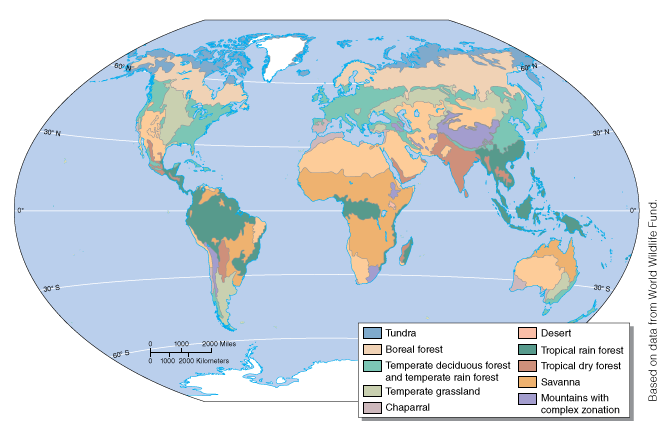 60° N
60° N
30° N
30° N
0°
0°
30° S
30° S
60° S
0 1000 2000 Miles
0 1000 2000 Kilometers
Tundra
Boreal forest
Temperate deciduous forest
and temperate rain forest
Temperate grassland
Chaparral
Desert
Tropical rain forest
Tropical dry forest
Savanna
Mountains with
complex zonation
Based on data from World Wildlife Fund.